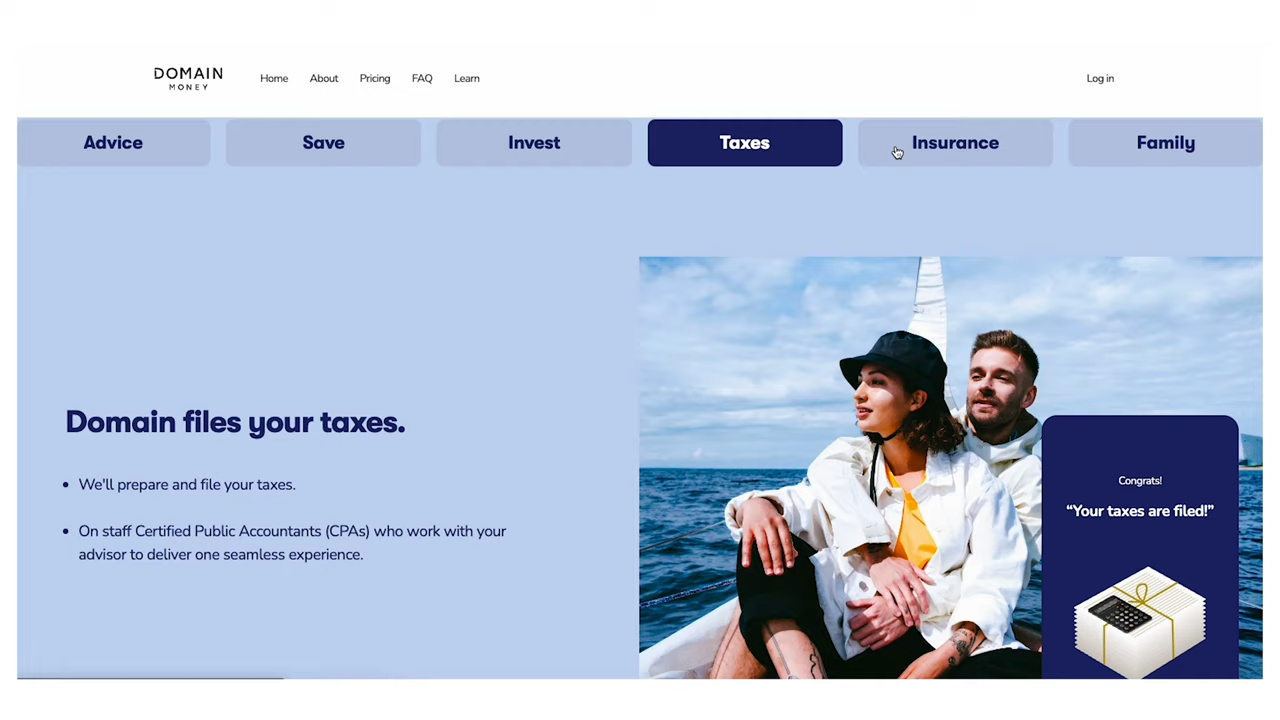 DOMAIN
MONEY
Home
About
Pricing
FAQ
Learn
Log in
Advice
Save
Invest
Taxes
Insurance
Family
Domain files your taxes.
• We'll prepare and file your taxes.
• On staff Certified Public Accountants (CPAs) who work with your
advisor to deliver one seamless experience.
Congrats!
“Your taxes are filed!”